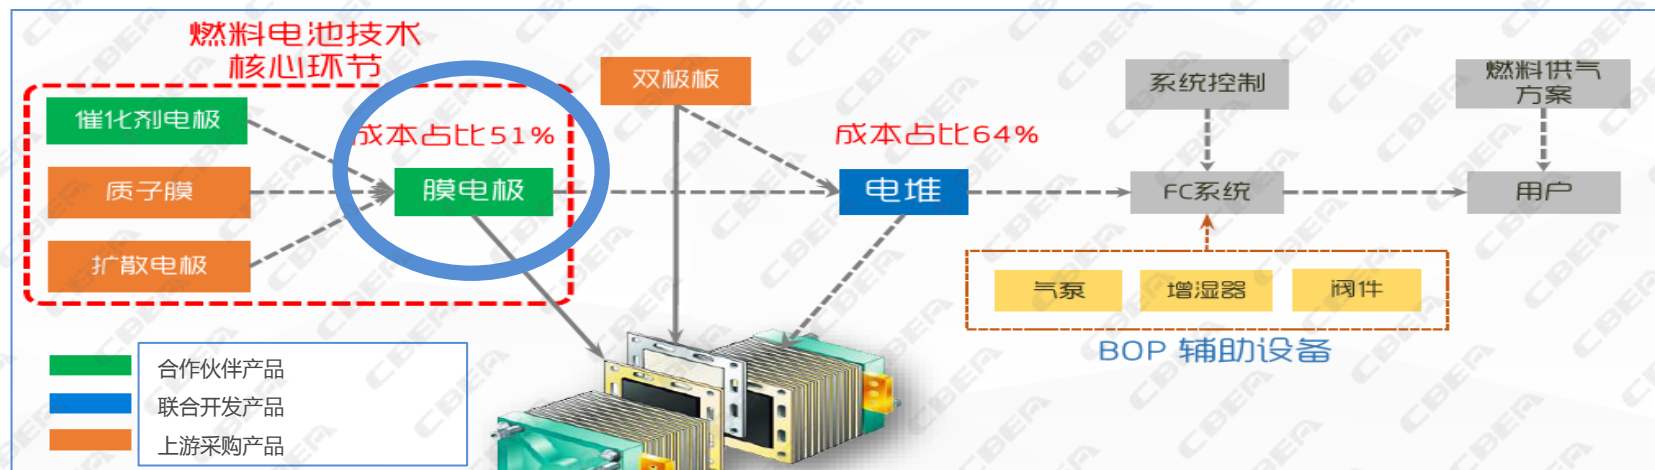 燃料电池技术
核心环节
催化剂电极
质子膜
扩散电极
成本占比51%
膜电极
双极板
成本占比64%
电堆
系统控制
FC系统
燃料供气
方案
用户
气泵
增湿器
阀件
BOP 辅助设备
合作伙伴产品
联合开发产品
上游采购产品
CBEA